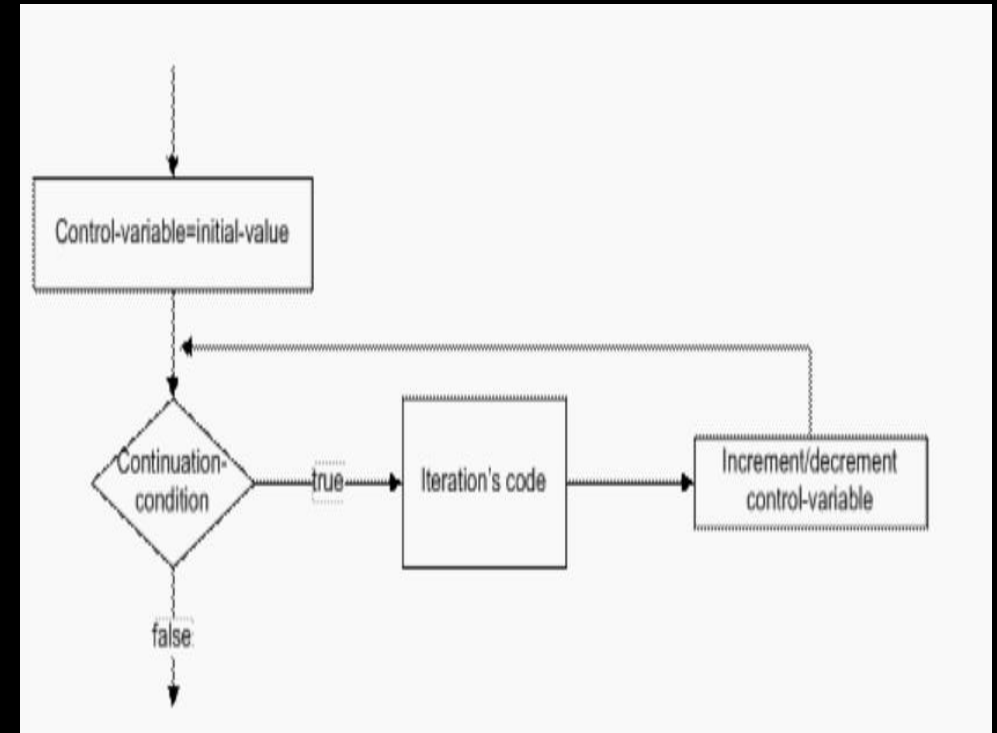 Control-variable=initial-value
Continuation-
condition
true
Iteration's code
Increment/decrement
control-variable
false